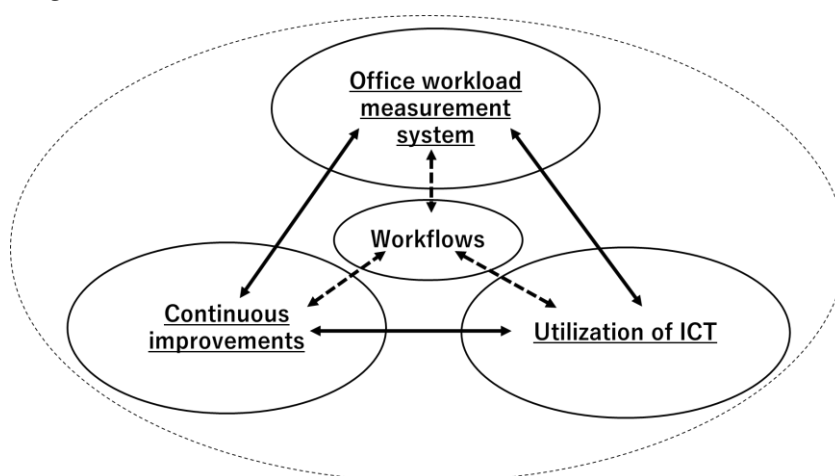 Office workload
measurement
system
Workflows
Continuous
improvements
Utilization of ICT